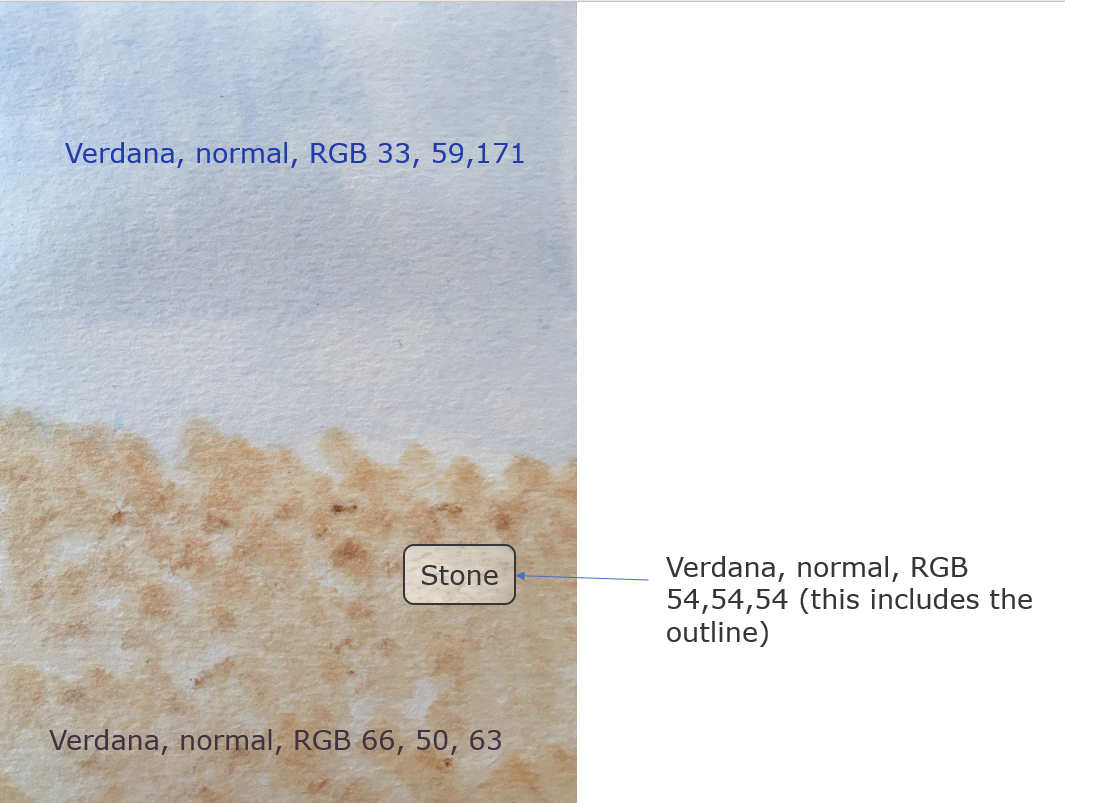 Verdana, normal, RGB 33, 59,171
Stone
Verdana, normal, RGB
54,54,54 (this includes the
outline)
Verdana, normal, RGB 66, 50, 63